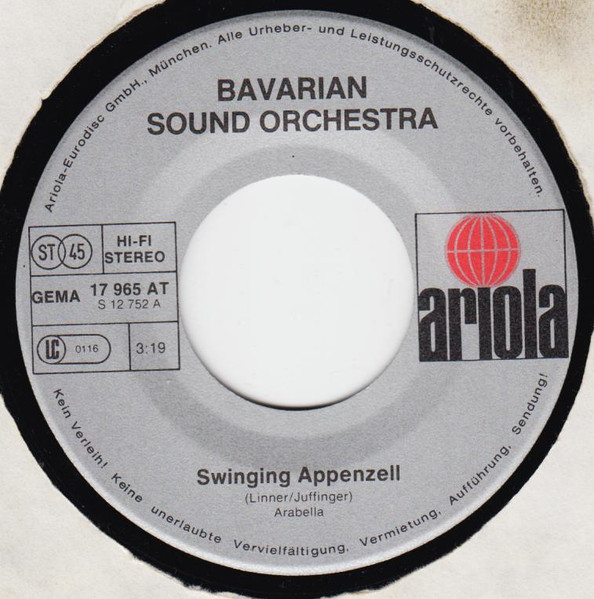 Ariola-Eurodisc GmbH., München. Alle Urheber- und Leistungsschutzrechte vorbehalten.
BAVARIAN
SOUND ORCHESTRA
ST 45
HI-FI
STEREO
GEMA 17 965 AT
S 12 752 A
LC 0116
3:19
ariola
Swinging Appenzell
(Linner/Juffinger)
Arabella
Kein Verleih! Keine unerlaubte Vervielfältigung, Vermietung, Aufführung, Sendung!